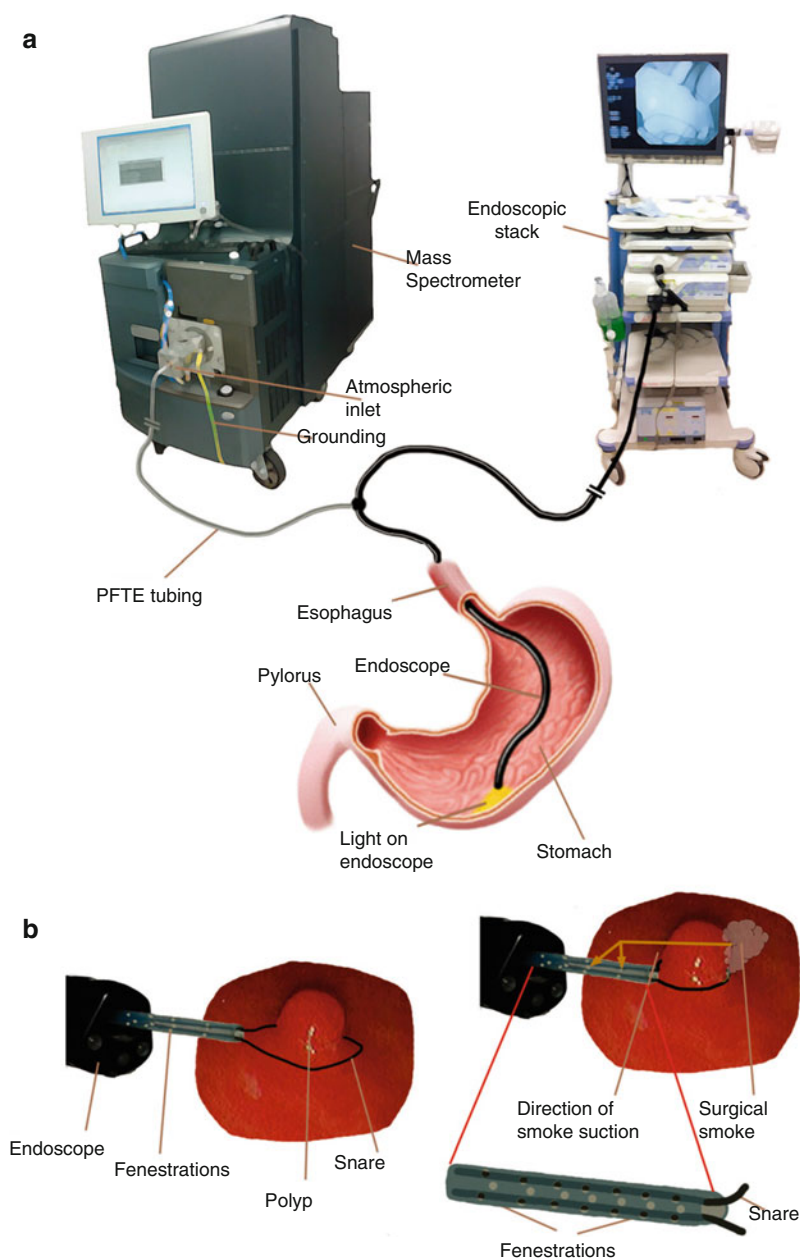 a
Endoscopic
stack
Mass
Spectrometer
Atmospheric
inlet
Grounding
PFTE tubing
Esophagus
Endoscope
Pylorus
Light on
endoscope
Stomach
b
Endoscope
Fenestrations
Polyp
Snare
Direction of
smoke suction
Surgical
smoke
Snare
Fenestrations